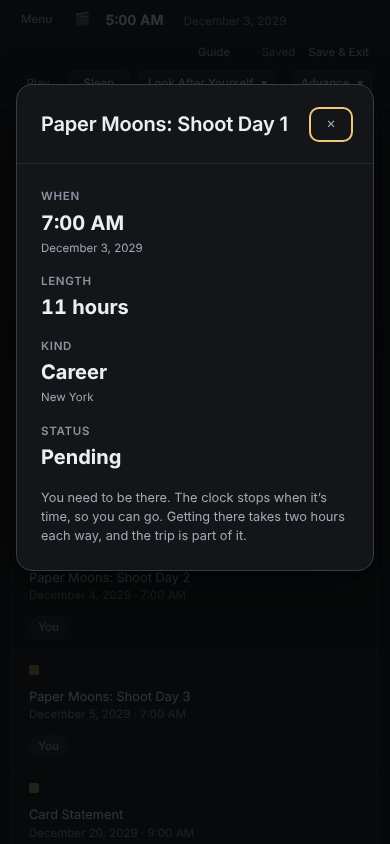 Menu 🎬 5:00 AM December 3, 2029
Guide Saved Save & Exit
Play Sleep Look After Yourself Advance
Paper Moons: Shoot Day 1 ×
WHEN
7:00 AM
December 3, 2029
LENGTH
11 hours
KIND
Career
New York
STATUS
Pending
You need to be there. The clock stops when it’s
time, so you can go. Getting there takes two hours
each way, and the trip is part of it.
Paper Moons: Shoot Day 2
December 4, 2029 · 7:00 AM
You
Paper Moons: Shoot Day 3
December 5, 2029 · 7:00 AM
You
Card Statement
December 20, 2029 · 9:00 AM